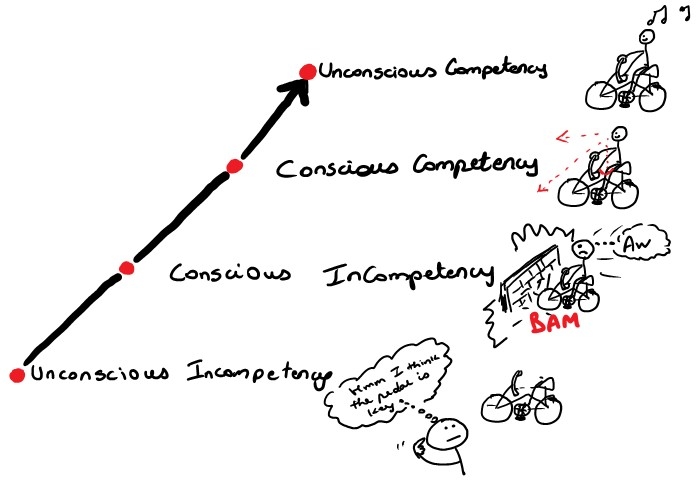 Unconscious Competency
Conscious Competency
Conscious InCompetency
AW
BAM
Unconscious Incompetency
Hmm I think
the pedal is
key